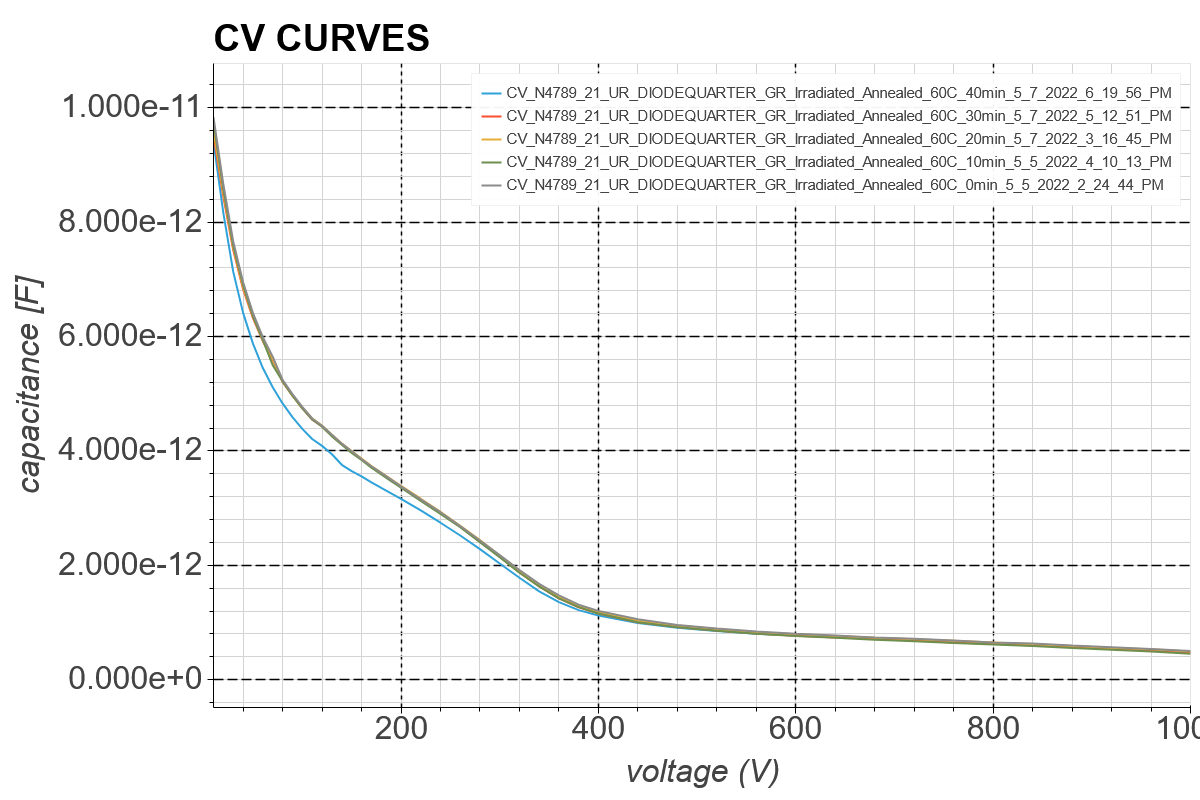 CV CURVES
CV_N4789_21_UR_DIODEQUARTER_GR_Irradiated_Annealed_60C_40min_5_7_2022_6_19_56_PM
CV_N4789_21_UR_DIODEQUARTER_GR_Irradiated_Annealed_60C_30min_5_7_2022_5_12_51_PM
CV_N4789_21_UR_DIODEQUARTER_GR_Irradiated_Annealed_60C_20min_5_7_2022_3_16_45_PM
CV_N4789_21_UR_DIODEQUARTER_GR_Irradiated_Annealed_60C_10min_5_5_2022_4_10_13_PM
CV_N4789_21_UR_DIODEQUARTER_GR_Irradiated_Annealed_60C_0min_5_5_2022_2_24_44_PM
1.000e-11
8.000e-12
6.000e-12
4.000e-12
2.000e-12
0.000e+0
capacitance [F]
200 400 600 800 100
voltage (V)